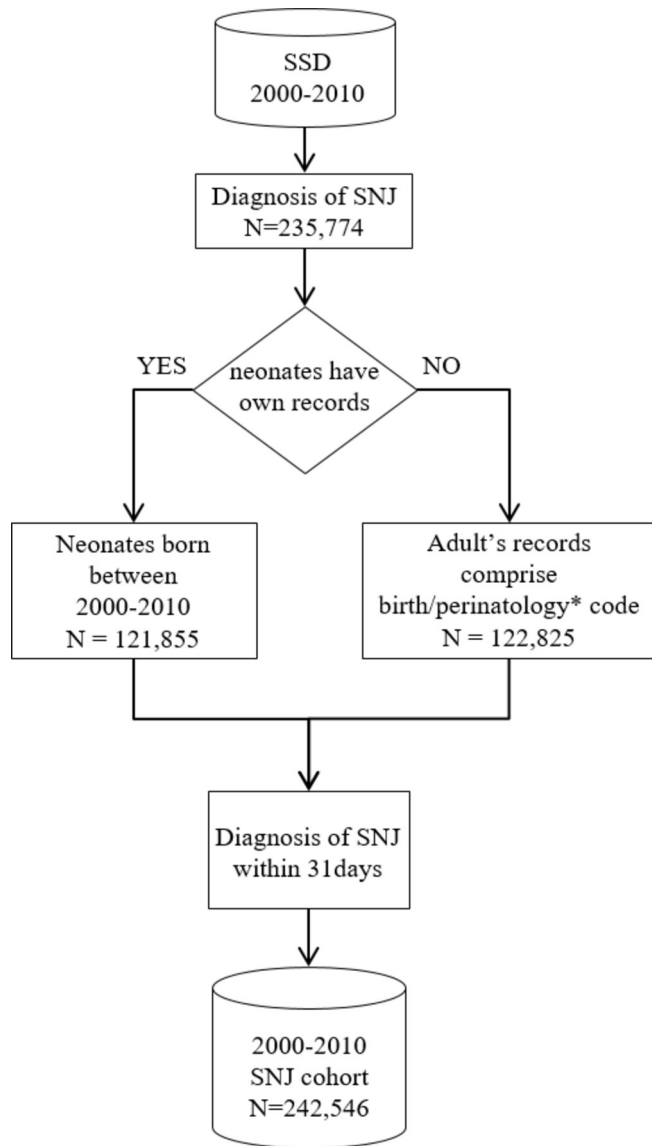 SSD
2000-2010
Diagnosis of SNJ
N=235,774
YES
NO
neonates have
own records
Neonates born
between
2000-2010
N = 121,855
Adult’s records
comprise
birth/perinatology* code
N = 122,825
Diagnosis of SNJ
within 31days
2000-2010
SNJ cohort
N=242,546